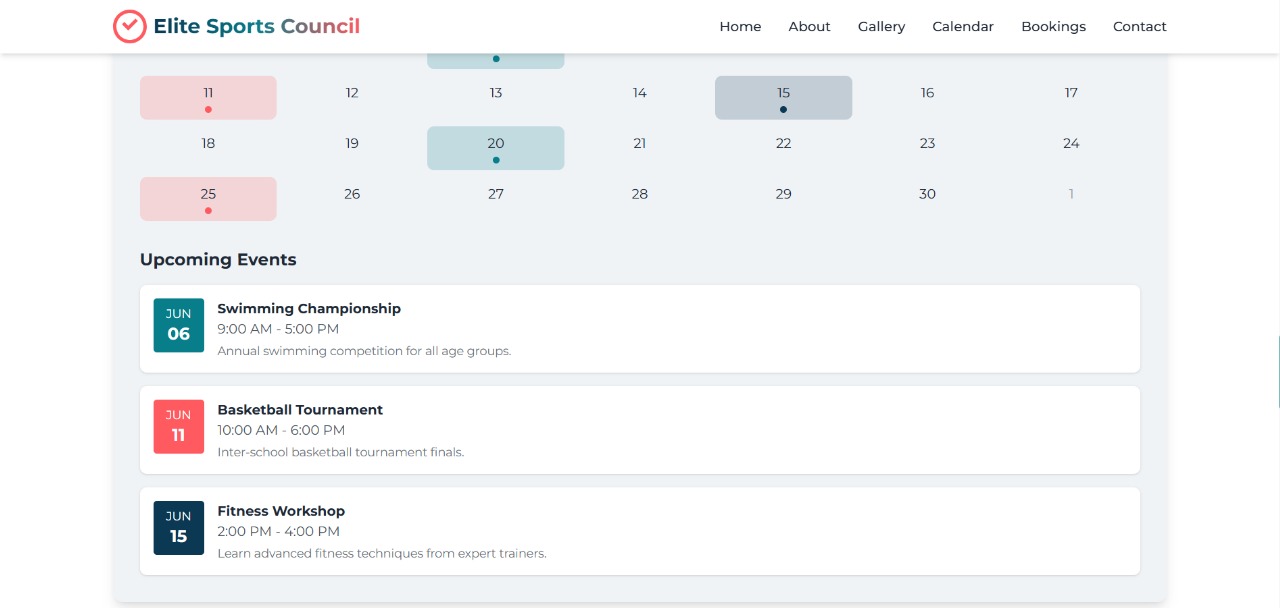 Elite Sports Council
Home About Gallery Calendar Bookings Contact
11 12 13 14 15 16 17
18 19 20 21 22 23 24
25 26 27 28 29 30 1
Upcoming Events
JUN
06
Swimming Championship
9:00 AM - 5:00 PM
Annual swimming competition for all age groups.
JUN
11
Basketball Tournament
10:00 AM - 6:00 PM
Inter-school basketball tournament finals.
JUN
15
Fitness Workshop
2:00 PM - 4:00 PM
Learn advanced fitness techniques from expert trainers.